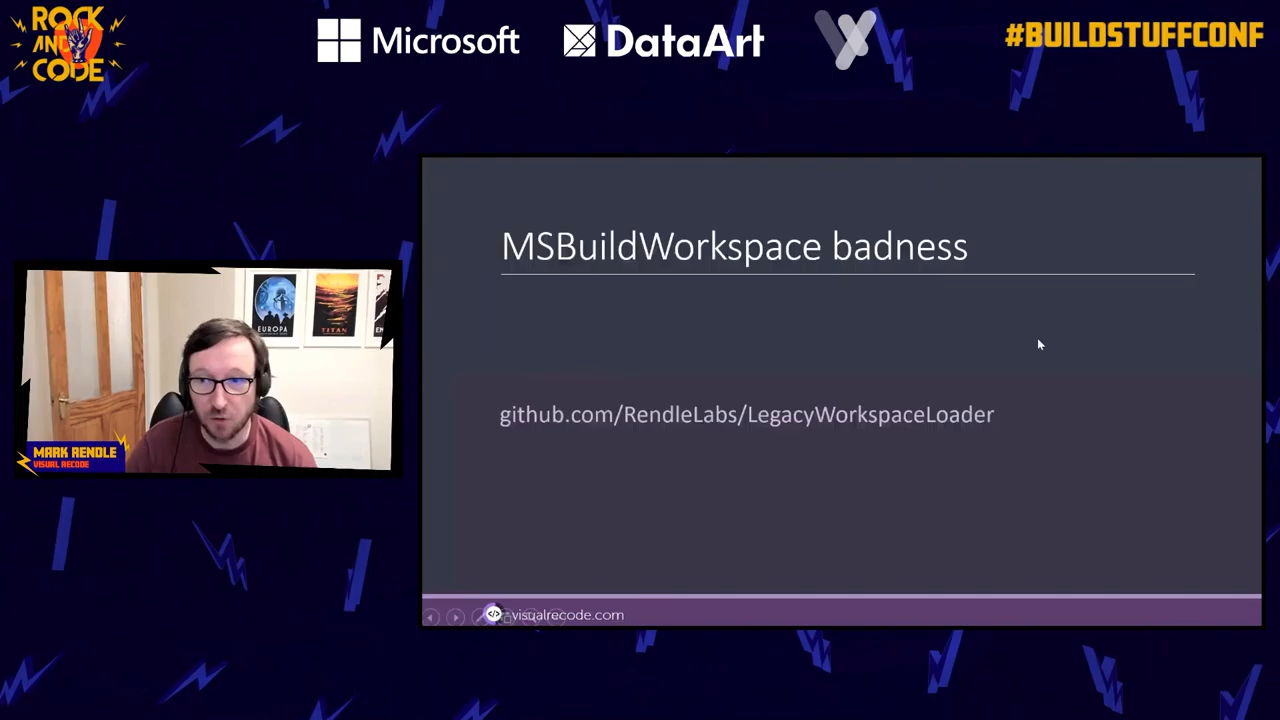 ROCK
AND
CODE
Microsoft
DataArt
#BUILDSTUFFCONF
MSBuildWorkspace badness
github.com/RendleLabs/LegacyWorkspaceLoader
EUROPA
TITAN
EN
MARK RENDLE
VISUAL RECODE
visualrecode.com